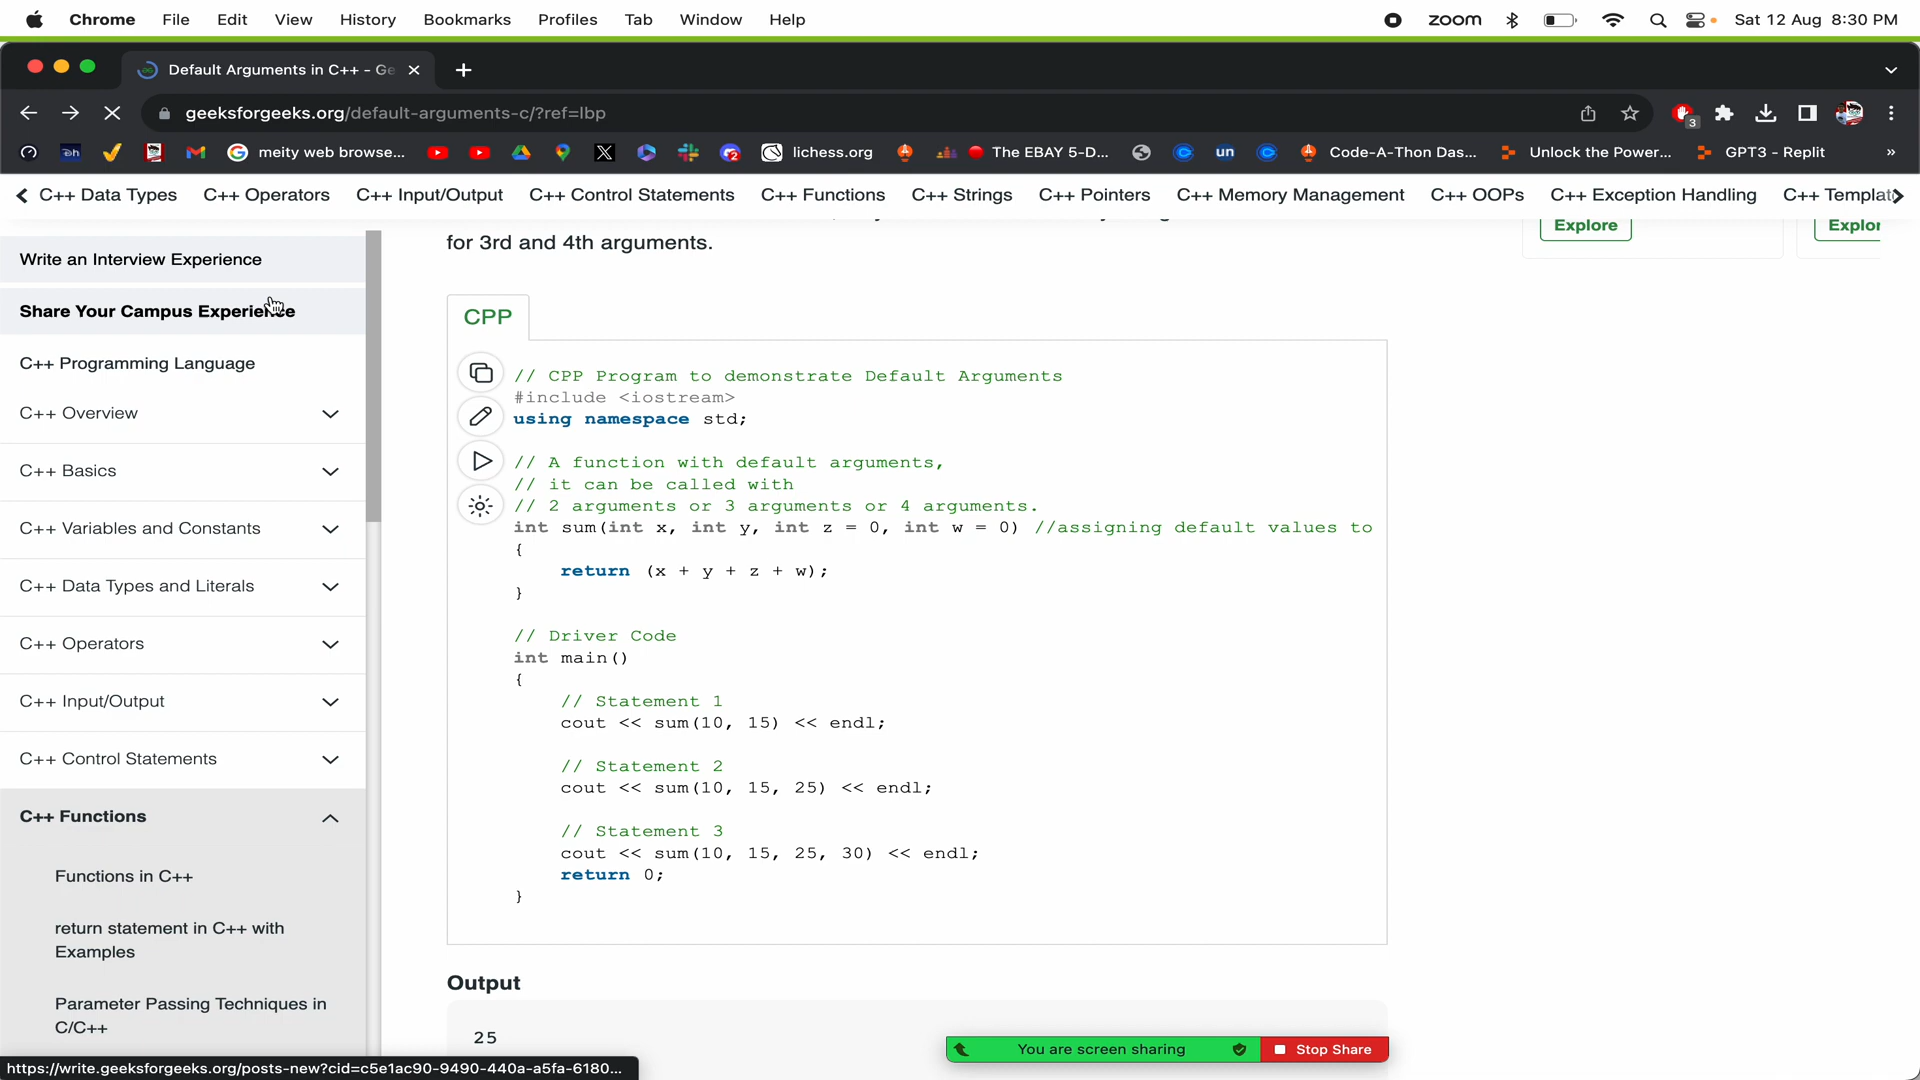 Chrome File Edit View History Bookmarks Profiles Tab Window Help
zoom Sat 12 Aug 8:30 PM
Default Arguments in C++ - Ge
geeksforgeeks.org/default-arguments-c/?ref=lbp
3
meity web browse... 2 lichess.org The EBAY 5-D... un Code-A-Thon Das... Unlock the Power... GPT3 - Replit »
C++ Data Types C++ Operators C++ Input/Output C++ Control Statements C++ Functions C++ Strings C++ Pointers C++ Memory Management C++ OOPs C++ Exception Handling C++ Templat
Write an Interview Experience
Share Your Campus Experience
C++ Programming Language
C++ Overview
C++ Basics
C++ Variables and Constants
C++ Data Types and Literals
C++ Operators
C++ Input/Output
C++ Control Statements
C++ Functions
Functions in C++
return statement in C++ with
Examples
Parameter Passing Techniques in
C/C++
https://write.geeksforgeeks.org/posts-new?cid=c5e1ac90-9490-440a-a5fa-6180...
for 3rd and 4th arguments.
CPP
// CPP Program to demonstrate Default Arguments
#include <iostream>
using namespace std;
// A function with default arguments,
// it can be called with
// 2 arguments or 3 arguments or 4 arguments.
int sum(int x, int y, int z = 0, int w = 0) //assigning default values to
{
return (x + y + z + w);
}
// Driver Code
int main()
{
// Statement 1
cout << sum(10, 15) << endl;
// Statement 2
cout << sum(10, 15, 25) << endl;
// Statement 3
cout << sum(10, 15, 25, 30) << endl;
return 0;
}
Output
25
Explore
Explor
You are screen sharing
Stop Share